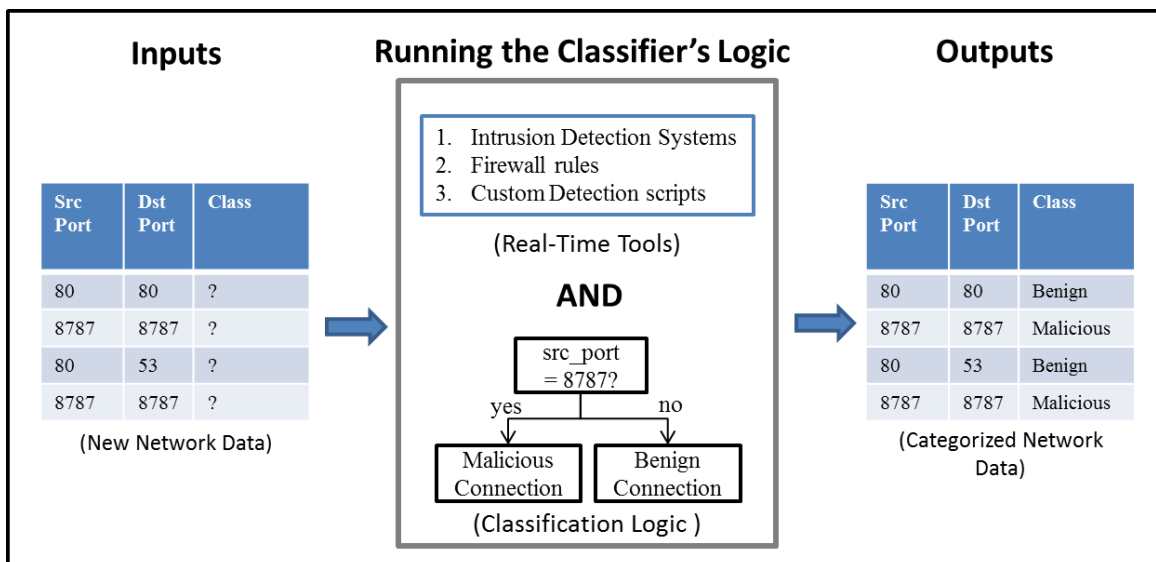 Inputs
Running the Classifier's Logic
Outputs
Src Port Dst Port Class
80 80 ?
8787 8787 ?
80 53 ?
8787 8787 ?
(New Network Data)
1. Intrusion Detection Systems
2. Firewall rules
3. Custom Detection scripts
(Real-Time Tools)
AND
src_port
= 8787?
yes
no
Malicious
Connection
Benign
Connection
(Classification Logic )
Src Port Dst Port Class
80 80 Benign
8787 8787 Malicious
80 53 Benign
8787 8787 Malicious
(Categorized Network
Data)